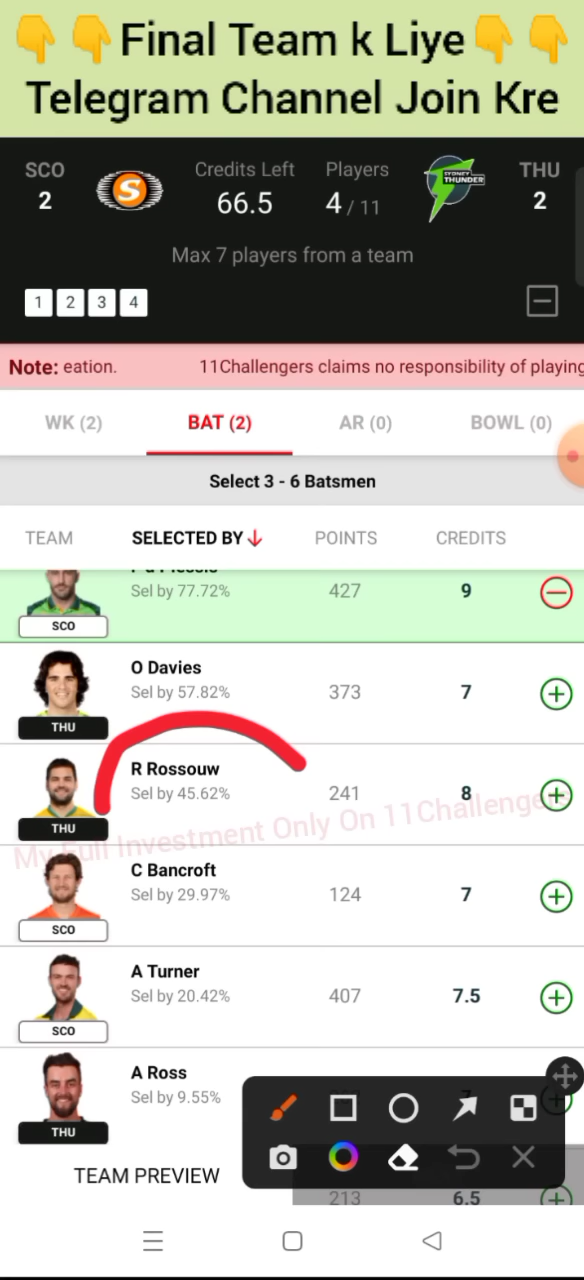 👇👇Final Team k Liye👇👇
Telegram Channel Join Kre
SCO
2
S
Credits Left
66.5
Players
4 / 11
SYDNEY
THUNDER
THU
2
Max 7 players from a team
1 2 3 4
Note: eation. 11Challengers claims no responsibility of playing
WK (2) BAT (2) AR (0) BOWL (0)
Select 3 - 6 Batsmen
TEAM SELECTED BY POINTS CREDITS
Sel by 77.72% 427 9
SCO
O Davies
Sel by 57.82% 373 7
THU
R Rossouw
Sel by 45.62% 241 8
THU
My Full Investment Only On 11Challengers
C Bancroft
Sel by 29.97% 124 7
SCO
A Turner
Sel by 20.42% 407 7.5
SCO
A Ross
Sel by 9.55%
THU
TEAM PREVIEW
213 6.5